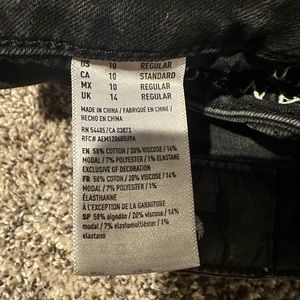 US 10 REGULAR
CA 10 STANDARD
MX 10 REGULAR
UK 14 REGULAR
MADE IN CHINA / FABRIQUÉ EN CHINE /
HECHO EN CHINA
RN 54485/CA 03873
EN 58% COTTON / 20% VISCOSE / 14%
MODAL / 7% POLYESTER / 1% ELASTANE
EXCLUSIVE OF DECORATION
FR 58% COTON / 20% VISCOSE / 14%
MODAL / 7% POLYESTER / 1%
ÉLASTHANNE
À L'EXCEPTION DE LA GARNITURE
SP 58% algodón / 20% viscosa / 14%
modal / 7% elastomultiéster / 1%
elastano